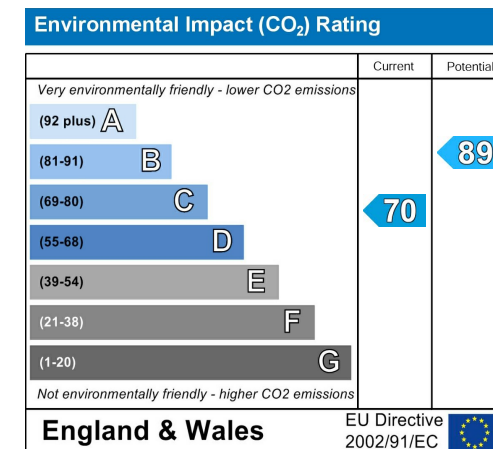 Environmental Impact (CO₂) Rating
Current Potential
Very environmentally friendly - lower CO2 emissions
(92 plus) A
(81-91) B
89
(69-80) C
70
(55-68) D
(39-54) E
(21-38) F
(1-20) G
Not environmentally friendly - higher CO2 emissions
England & Wales
EU Directive
2002/91/EC